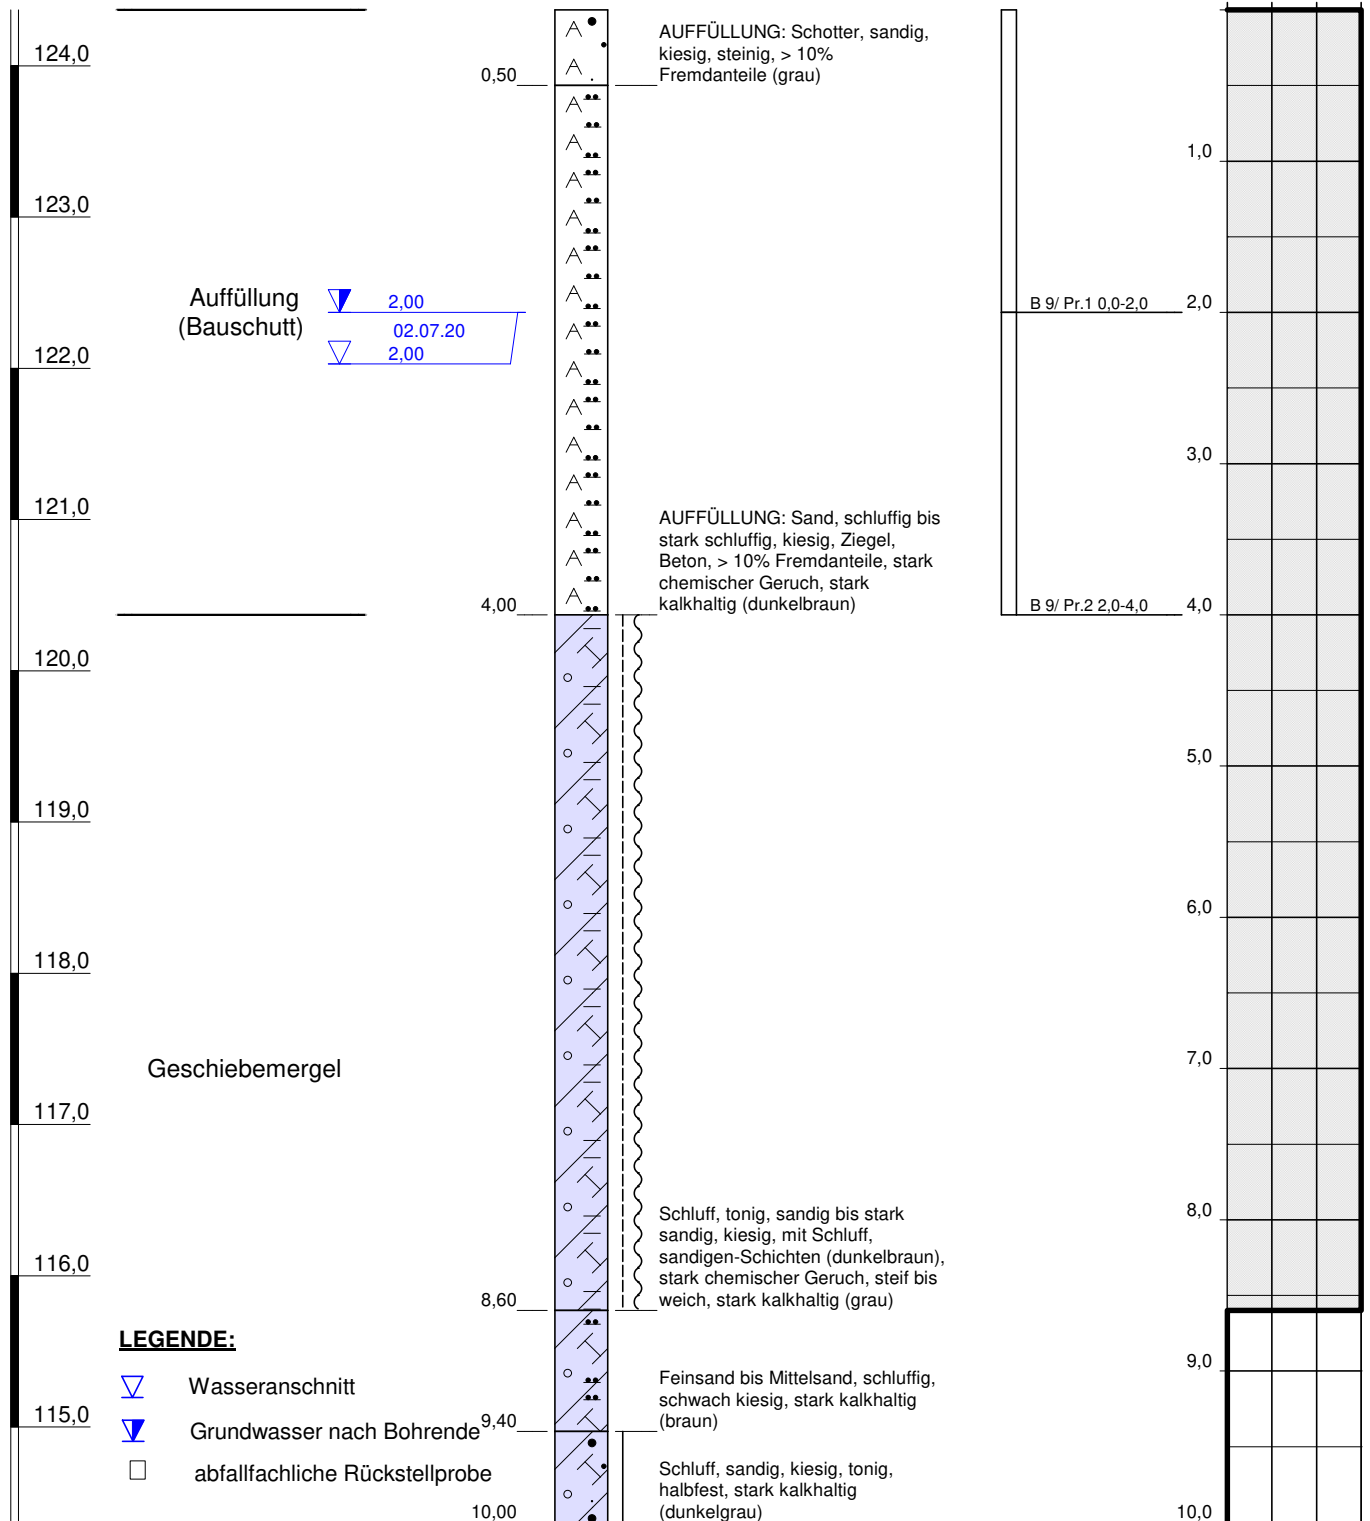 124,0
123,0
122,0
121,0
120,0
119,0
118,0
117,0
116,0
115,0
Auffüllung
(Bauschutt)
2,00
02.07.20
2,00
Geschiebemergel
0,50
4,00
8,60
9,40
10,00
AUFFÜLLUNG: Schotter, sandig,
kiesig, steinig, > 10%
Fremdanteile (grau)
AUFFÜLLUNG: Sand, schluffig bis
stark schluffig, kiesig, Ziegel,
Beton, > 10% Fremdanteile, stark
chemischer Geruch, stark
kalkhaltig (dunkelbraun)
Schluff, tonig, sandig bis stark
sandig, kiesig, mit Schluff,
sandigen-Schichten (dunkelbraun),
stark chemischer Geruch, steif bis
weich, stark kalkhaltig (grau)
Feinsand bis Mittelsand, schluffig,
schwach kiesig, stark kalkhaltig
(braun)
Schluff, sandig, kiesig, tonig,
halbfest, stark kalkhaltig
(dunkelgrau)
B 9/ Pr.1 0,0-2,0
B 9/ Pr.2 2,0-4,0
1,0
2,0
3,0
4,0
5,0
6,0
7,0
8,0
9,0
10,0
LEGENDE:
Wasseranschnitt
Grundwasser nach Bohrende
abfallfachliche Rückstellprobe